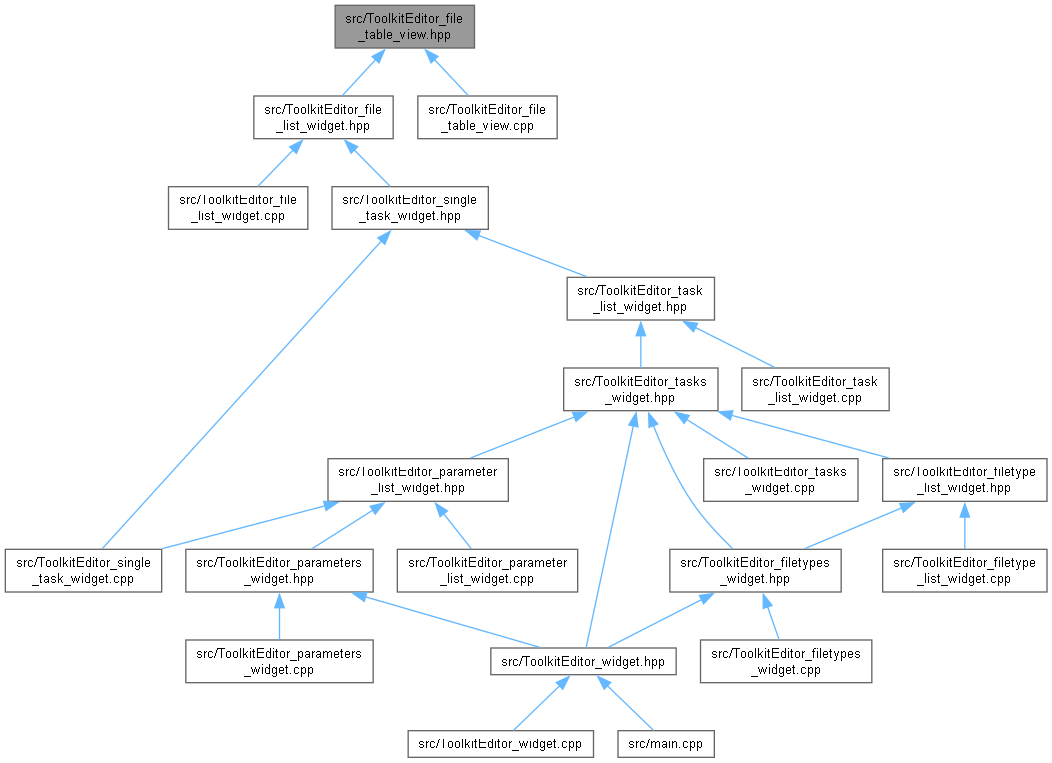 src/ToolkitEditor_file
_table_view.hpp
src/ToolkitEditor_file
_list_widget.hpp
src/ToolkitEditor_file
_table_view.cpp
src/ToolkitEditor_file
_list_widget.cpp
src/ToolkitEditor_single
_task_widget.hpp
src/ToolkitEditor_task
_list_widget.hpp
src/ToolkitEditor_tasks
_widget.hpp
src/ToolkitEditor_task
_list_widget.cpp
src/ToolkitEditor_parameter
_list_widget.hpp
src/ToolkitEditor_tasks
_widget.cpp
src/ToolkitEditor_filetype
_list_widget.hpp
src/ToolkitEditor_single
_task_widget.cpp
src/ToolkitEditor_parameters
_widget.hpp
src/ToolkitEditor_parameter
_list_widget.cpp
src/ToolkitEditor_filetypes
_widget.hpp
src/ToolkitEditor_filetype
_list_widget.cpp
src/ToolkitEditor_parameters
_widget.cpp
src/ToolkitEditor_widget.hpp
src/ToolkitEditor_filetypes
_widget.cpp
src/ToolkitEditor_widget.cpp
src/main.cpp